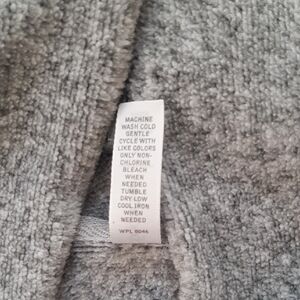 MACHINE
WASH COLD
GENTLE
CYCLE WITH
LIKE COLORS
ONLY NON-
CHLORINE
BLEACH
WHEN
NEEDED
TUMBLE
DRY LOW
COOL IRON
WHEN
NEEDED
WPL 8046